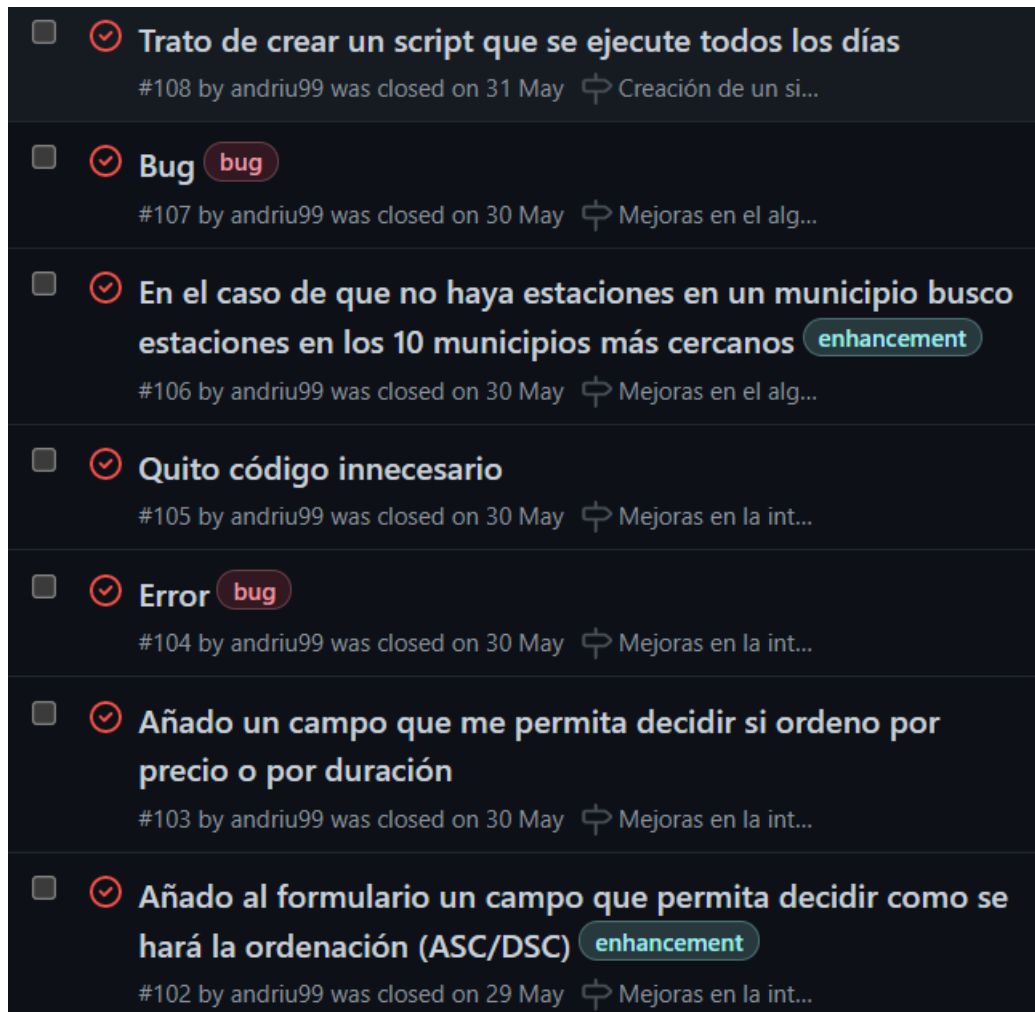 Trato de crear un script que se ejecute todos los días
#108 by andriu99 was closed on 31 May Creación de un si...
Bug bug
#107 by andriu99 was closed on 30 May Mejoras en el alg...
En el caso de que no haya estaciones en un municipio busco
estaciones en los 10 municipios más cercanos enhancement
#106 by andriu99 was closed on 30 May Mejoras en el alg...
Quito código innecesario
#105 by andriu99 was closed on 30 May Mejoras en la int...
Error bug
#104 by andriu99 was closed on 30 May Mejoras en la int...
Añado un campo que me permita decidir si ordeno por
precio o por duración
#103 by andriu99 was closed on 30 May Mejoras en la int...
Añado al formulario un campo que permita decidir como se
hará la ordenación (ASC/DSC) enhancement
#102 by andriu99 was closed on 29 May Mejoras en la int...